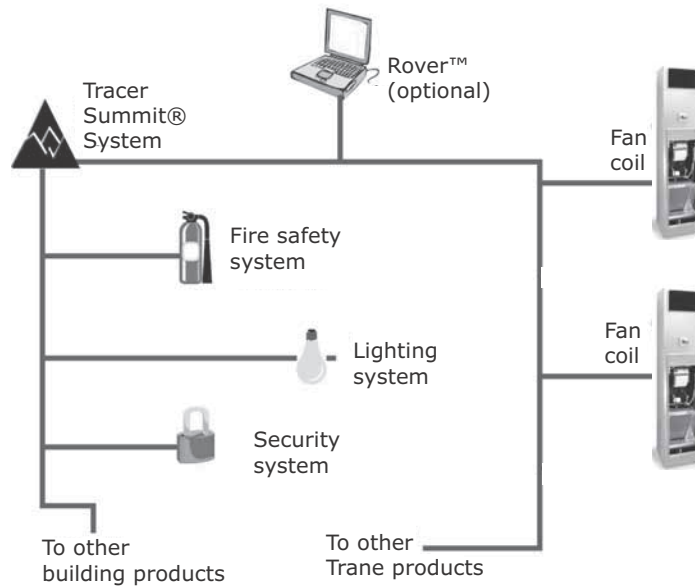 Tracer
Summit®
System
Rover™
(optional)
Fan
coil
Fire safety
system
Lighting
system
Fan
coil
Security
system
To other
building products
To other
Trane products